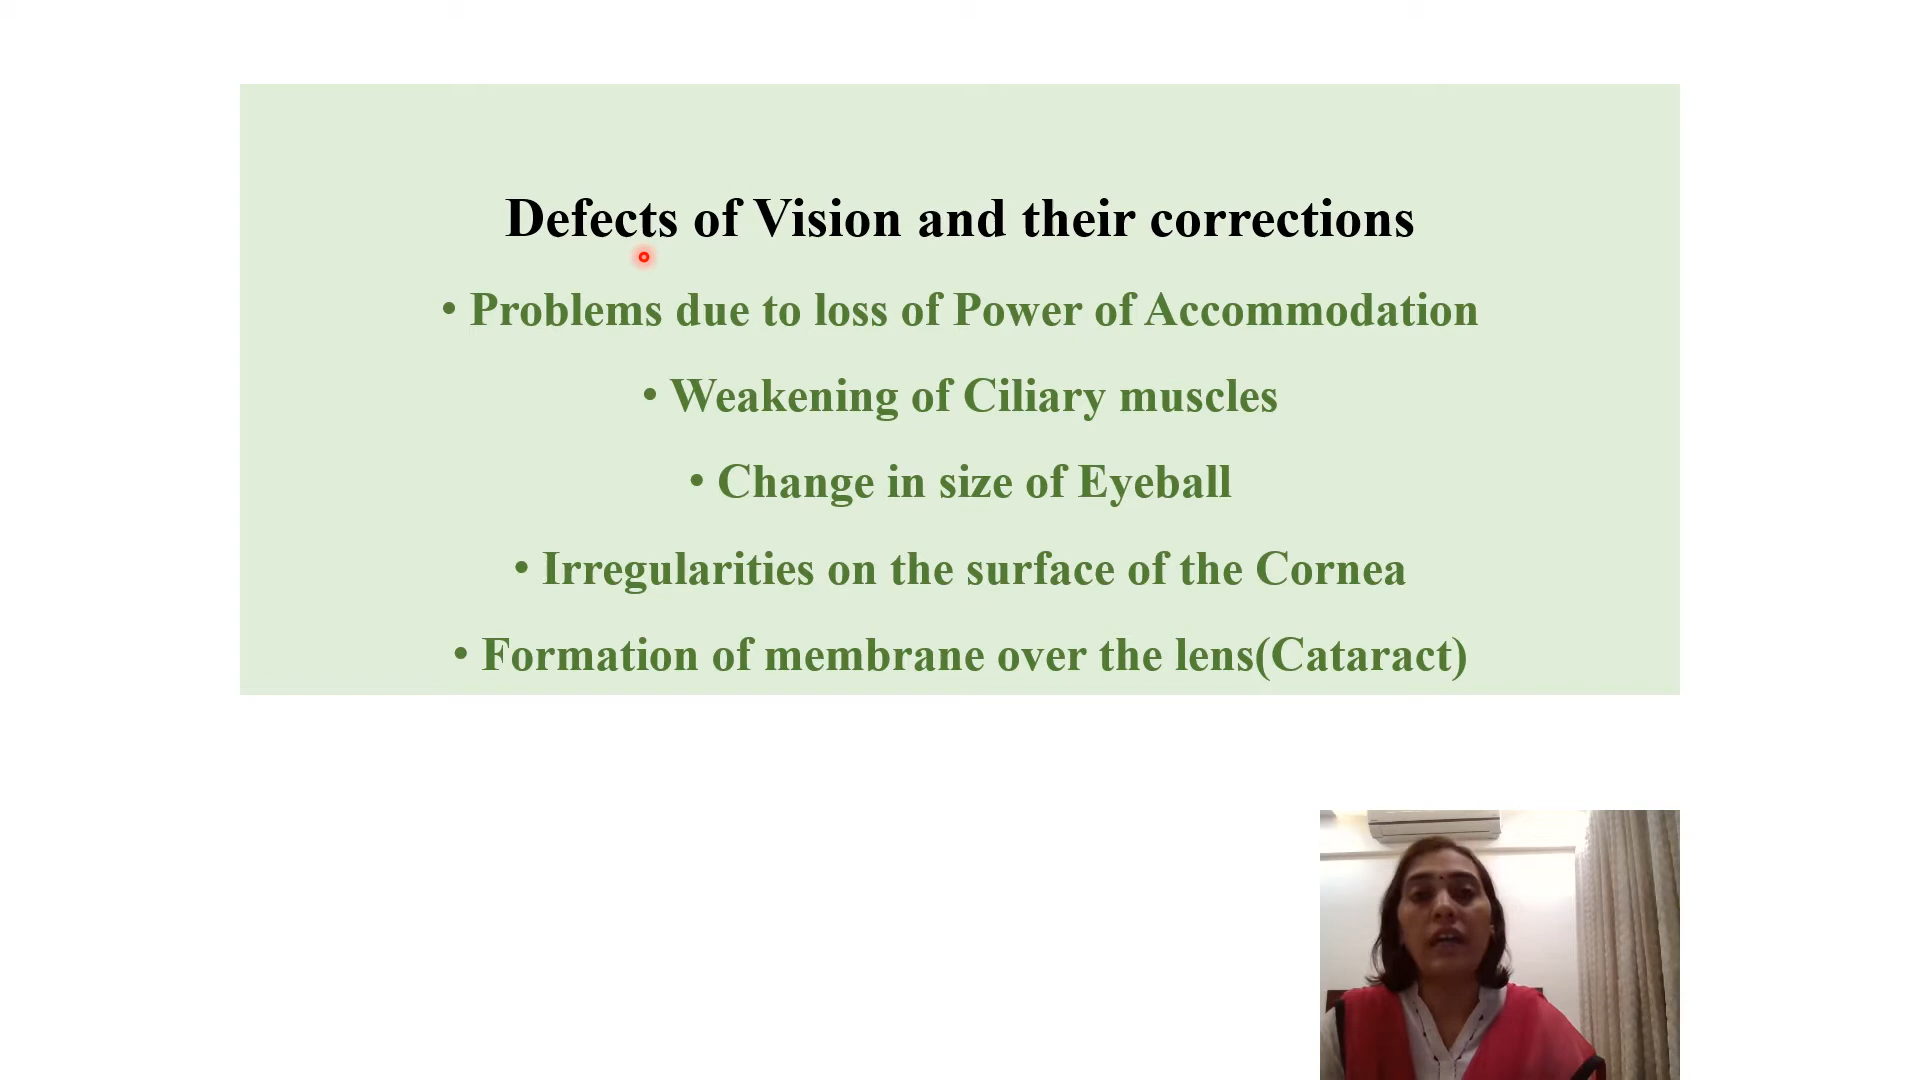 Defects of Vision and their corrections
• Problems due to loss of Power of Accommodation
• Weakening of Ciliary muscles
• Change in size of Eyeball
• Irregularities on the surface of the Cornea
• Formation of membrane over the lens(Cataract)